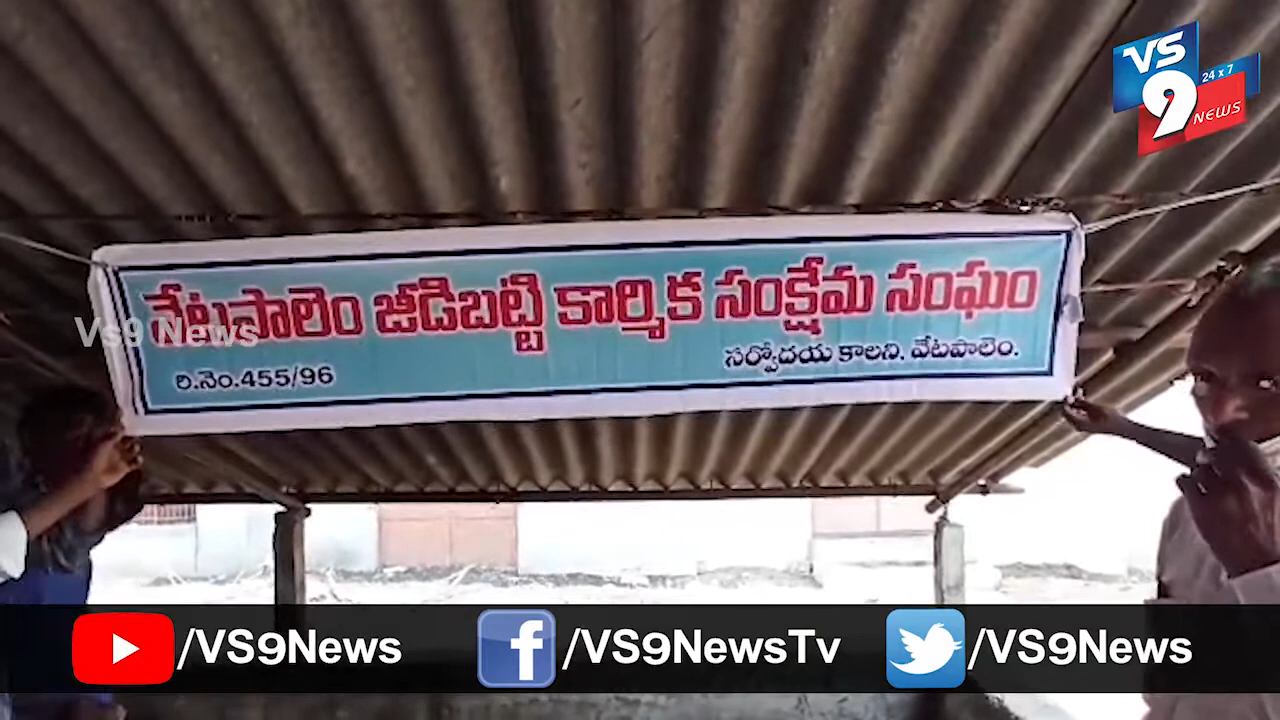 VS
9
24 x 7
NEWS
వేటపాలెం జీడిబట్టి కార్మిక సంక్షేమ సంఘం
Vs9 News
సర్వోదయ కాలని. వేటపాలెం.
రి.నెం.455/96
/VS9News
/VS9NewsTv
/VS9News